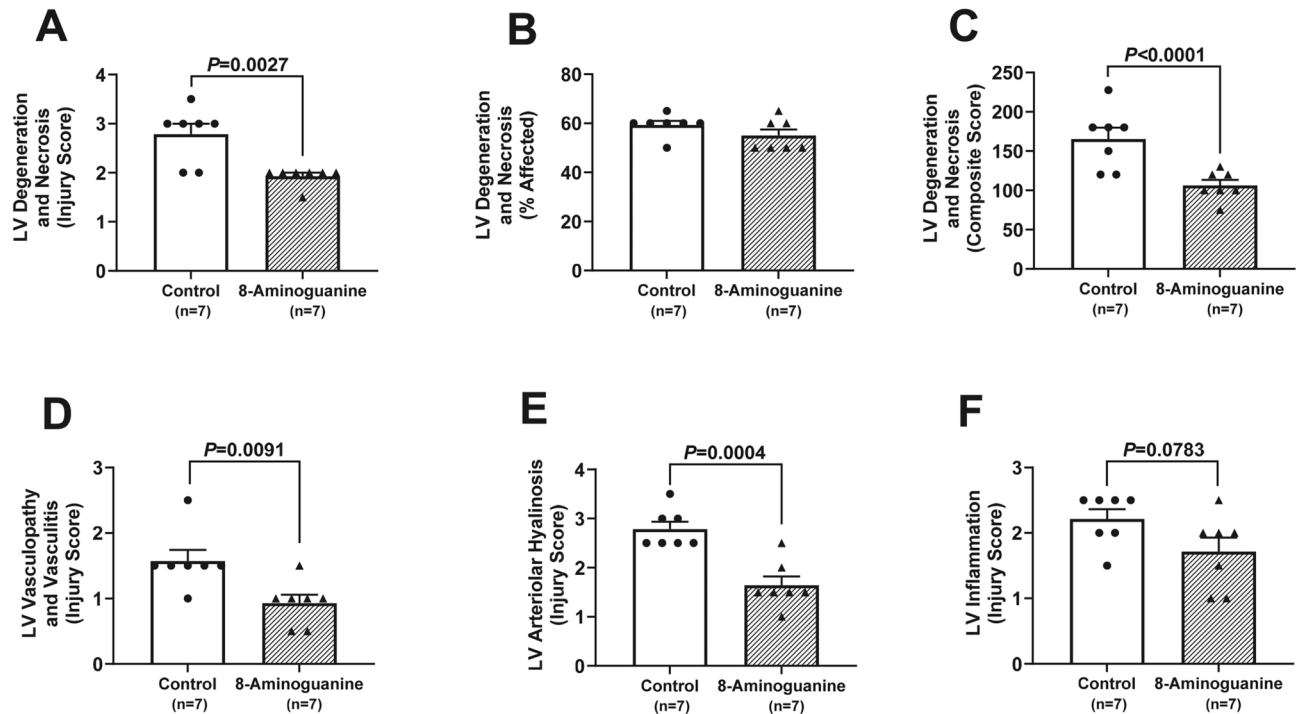 A
LV Degeneration
and Necrosis
(Injury Score)
P=0.0027
4
3
2
1
0
Control
(n=7)
8-Aminoguanine
(n=7)
B
LV Degeneration
and Necrosis
(% Affected)
80
60
40
20
0
Control
(n=7)
8-Aminoguanine
(n=7)
C
LV Degeneration
and Necrosis
(Composite Score)
P<0.0001
250
200
150
100
50
0
Control
(n=7)
8-Aminoguanine
(n=7)
D
LV Vasculopathy
and Vasculitis
(Injury Score)
P=0.0091
3
2
1
0
Control
(n=7)
8-Aminoguanine
(n=7)
E
LV Arteriolar Hyalinosis
(Injury Score)
P=0.0004
4
3
2
1
0
Control
(n=7)
8-Aminoguanine
(n=7)
F
LV Inflammation
(Injury Score)
P=0.0783
3
2
1
0
Control
(n=7)
8-Aminoguanine
(n=7)